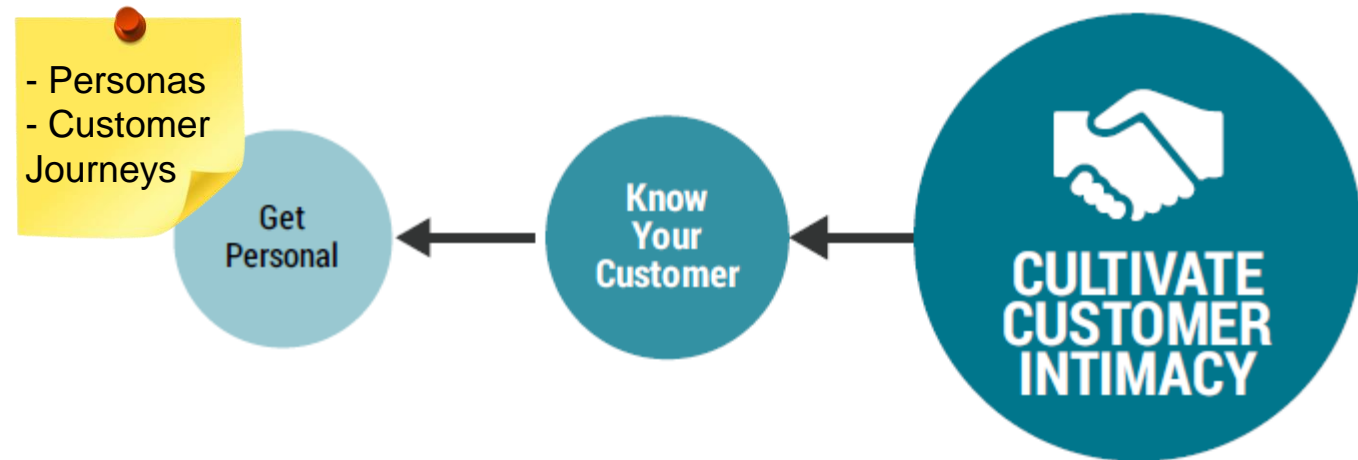 - Personas
- Customer
Journeys
Get
Personal
Know
Your
Customer
CULTIVATE
CUSTOMER
INTIMACY